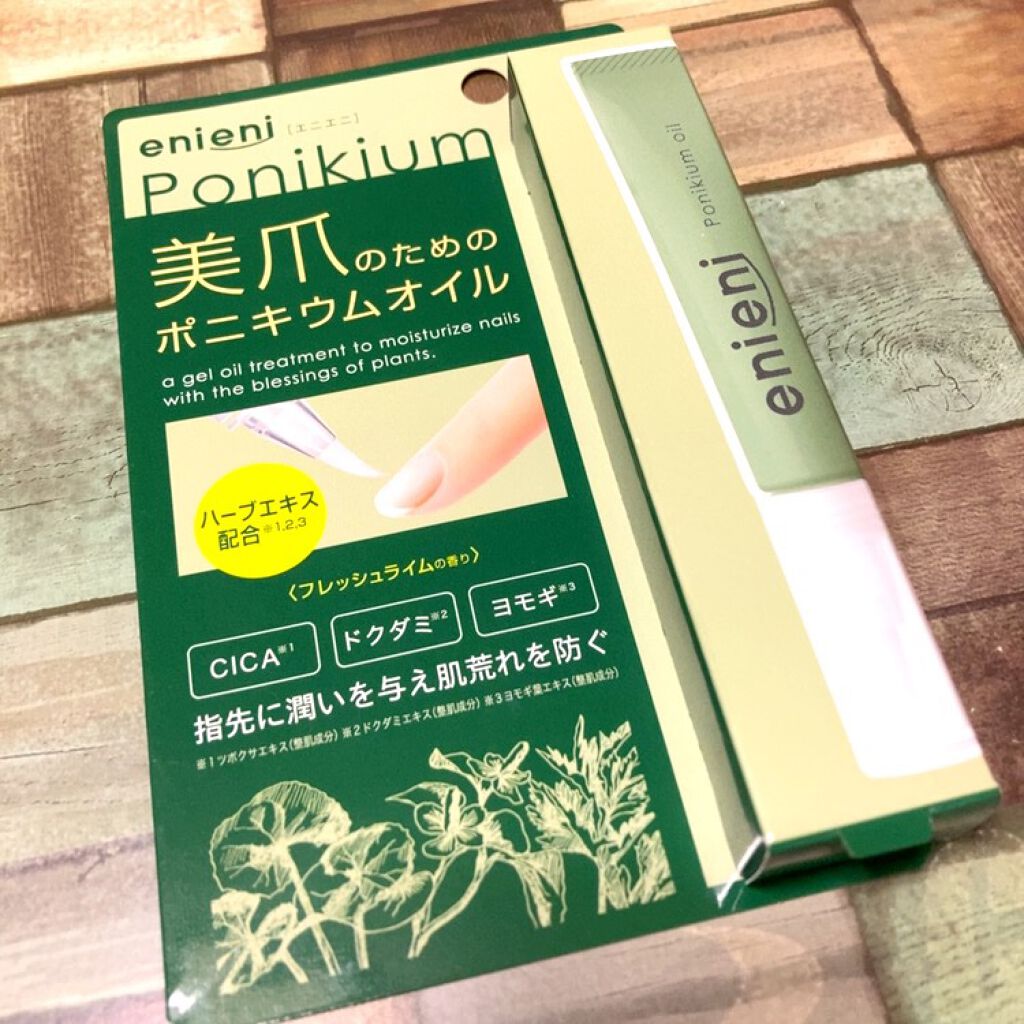 enieni [エニエニ]
Ponikium
美爪のための
ポニキウムオイル
a gel oil treatment to moisturize nails
with the blessings of plants.
ハーブエキス
配合※1,2,3
〈フレッシュライムの香り〉
CICA※1
ドクダミ※2
ヨモギ※3
指先に潤いを与え肌荒れを防ぐ
※1ツボクサエキス(整肌成分) ※2ドクダミエキス(整肌成分) ※3ヨモギ葉エキス(整肌成分)
enieni Ponikium oil